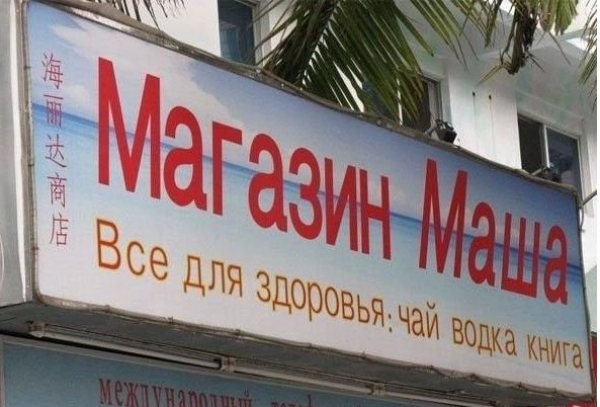 海丽达商店
Магазин Маша
Все для здоровья: чай водка книга
международный